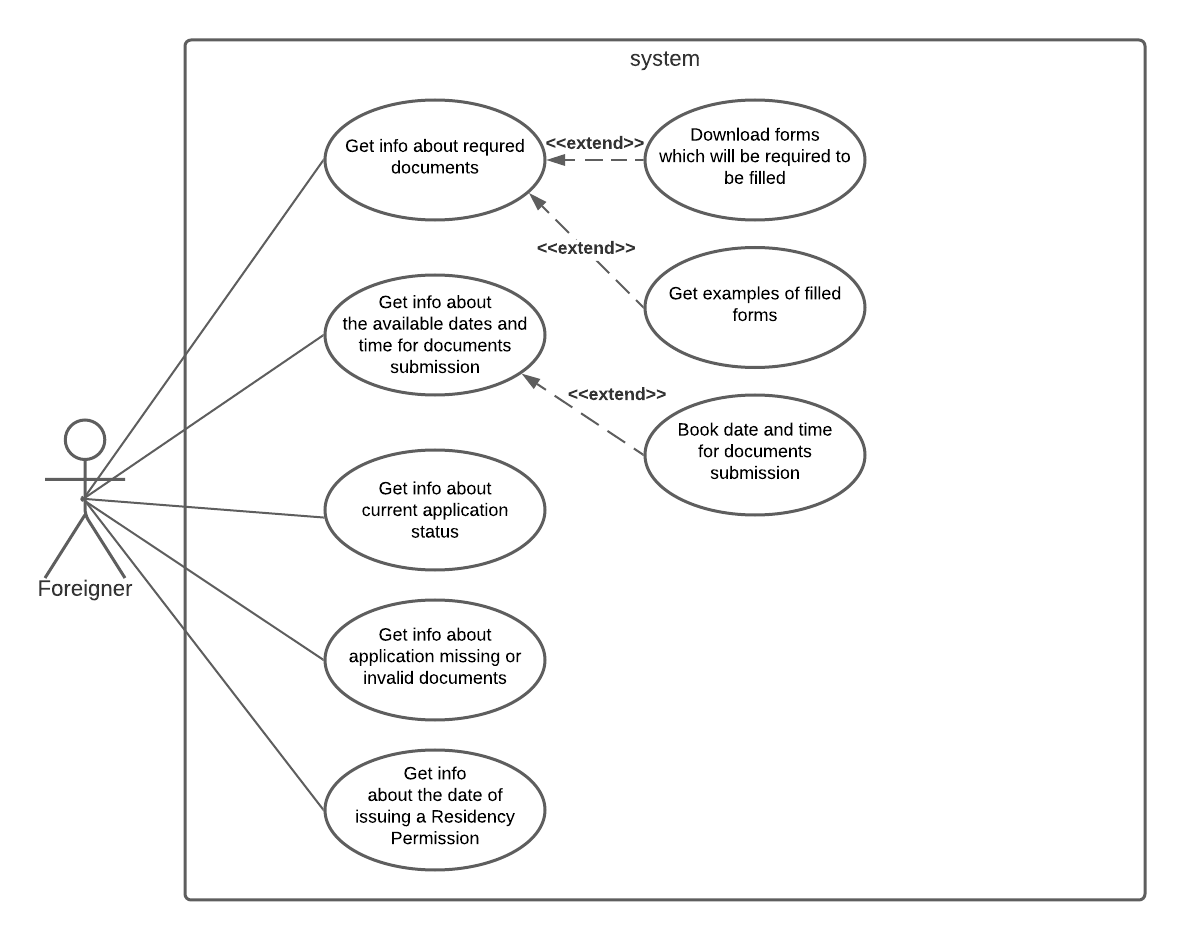 system
Get info about requred
documents
<<extend>>
Download forms
which will be required to
be filled
<<extend>>
Get examples of filled
forms
Get info about
the available dates and
time for documents
submission
<<extend>>
Book date and time
for documents
submission
Get info about
current application
status
Foreigner
Get info about
application missing or
invalid documents
Get info
about the date of
issuing a Residency
Permission